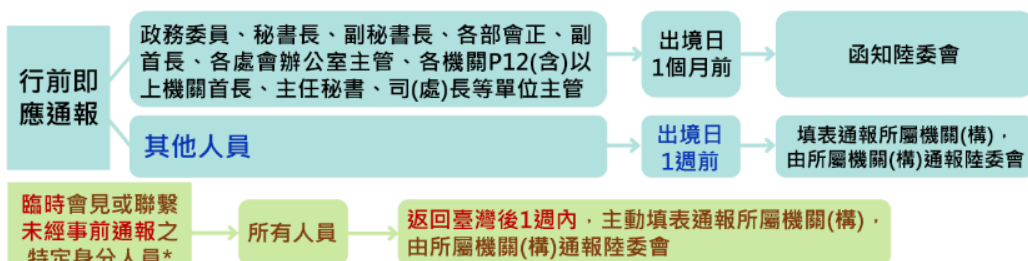 行前即
應通報
政務委員、秘書長、副秘書長、各部會正、副
首長、各處會辦公室主管、各機關P12(含)以
上機關首長、主任秘書、司(處)長等單位主管
出境日
1個月前
函知陸委會
其他人員
出境日
1週前
填表通報所屬機關(構)，
由所屬機關(構)通報陸委會
臨時會見或聯繫
未經事前通報之
特定身分人員*
所有人員
返回臺灣後1週內，主動填表通報所屬機關(構)，
由所屬機關(構)通報陸委會